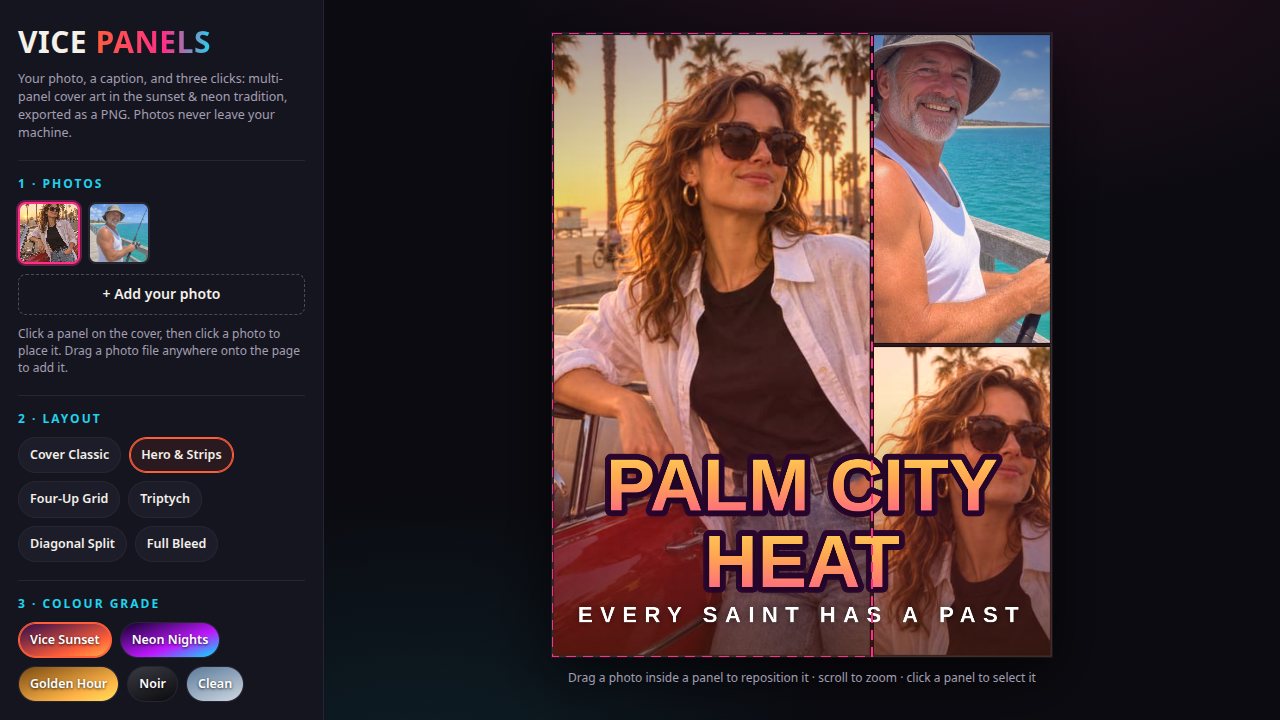 VICE PANELS
Your photo, a caption, and three clicks: multi-
panel cover art in the sunset & neon tradition,
exported as a PNG. Photos never leave your
machine.
1 · PHOTOS
+ Add your photo
Click a panel on the cover, then click a photo to
place it. Drag a photo file anywhere onto the page
to add it.
2 · LAYOUT
Cover Classic
Hero & Strips
Four-Up Grid
Triptych
Diagonal Split
Full Bleed
3 · COLOUR GRADE
Vice Sunset
Neon Nights
Golden Hour
Noir
Clean
PALM CITY
HEAT
EVERY SAINT HAS A PAST
Drag a photo inside a panel to reposition it · scroll to zoom · click a panel to select it